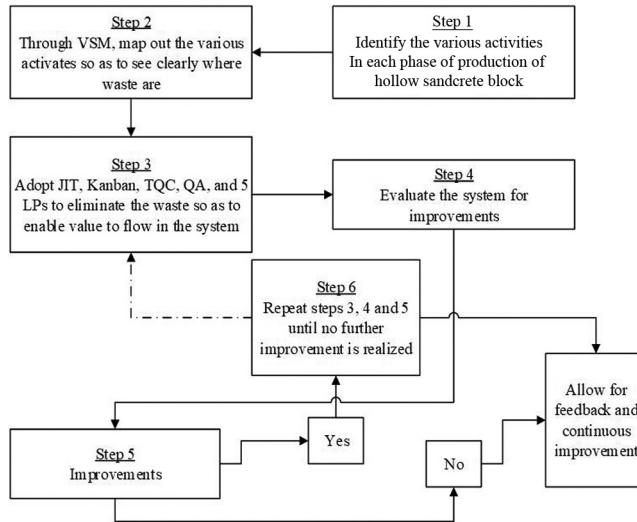 Step 1
Identify the various activities
In each phase of production of
hollow sandcrete block
Step 2
Through VSM, map out the various
activates so as to see clearly where
waste are
Step 3
Adopt JIT, Kanban, TQC, QA, and 5
LPs to eliminate the waste so as to
enable value to flow in the system
Step 4
Evaluate the system for
improvements
Step 6
Repeat steps 3, 4 and 5
until no further
improvement is realized
Allow for
feedback and
continuous
improvement
Yes
Step 5
Improvements
No